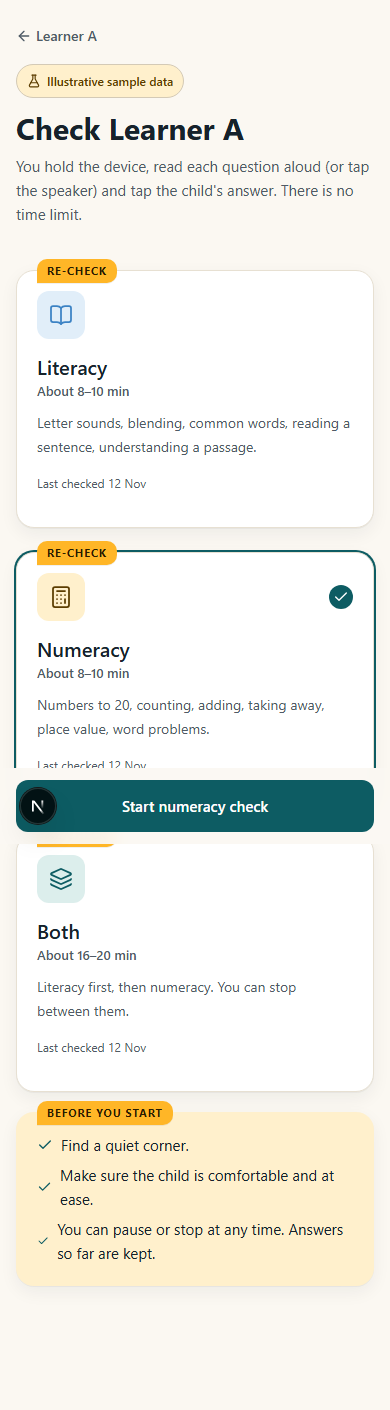 Learner A
Illustrative sample data
Check Learner A
You hold the device, read each question aloud (or tap
the speaker) and tap the child's answer. There is no
time limit.
RE-CHECK
Literacy
About 8–10 min
Letter sounds, blending, common words, reading a
sentence, understanding a passage.
Last checked 12 Nov
RE-CHECK
Numeracy
About 8–10 min
Numbers to 20, counting, adding, taking away,
place value, word problems.
Last checked 12 Nov
N
Start numeracy check
Both
About 16–20 min
Literacy first, then numeracy. You can stop
between them.
Last checked 12 Nov
BEFORE YOU START
Find a quiet corner.
Make sure the child is comfortable and at
ease.
You can pause or stop at any time. Answers
so far are kept.